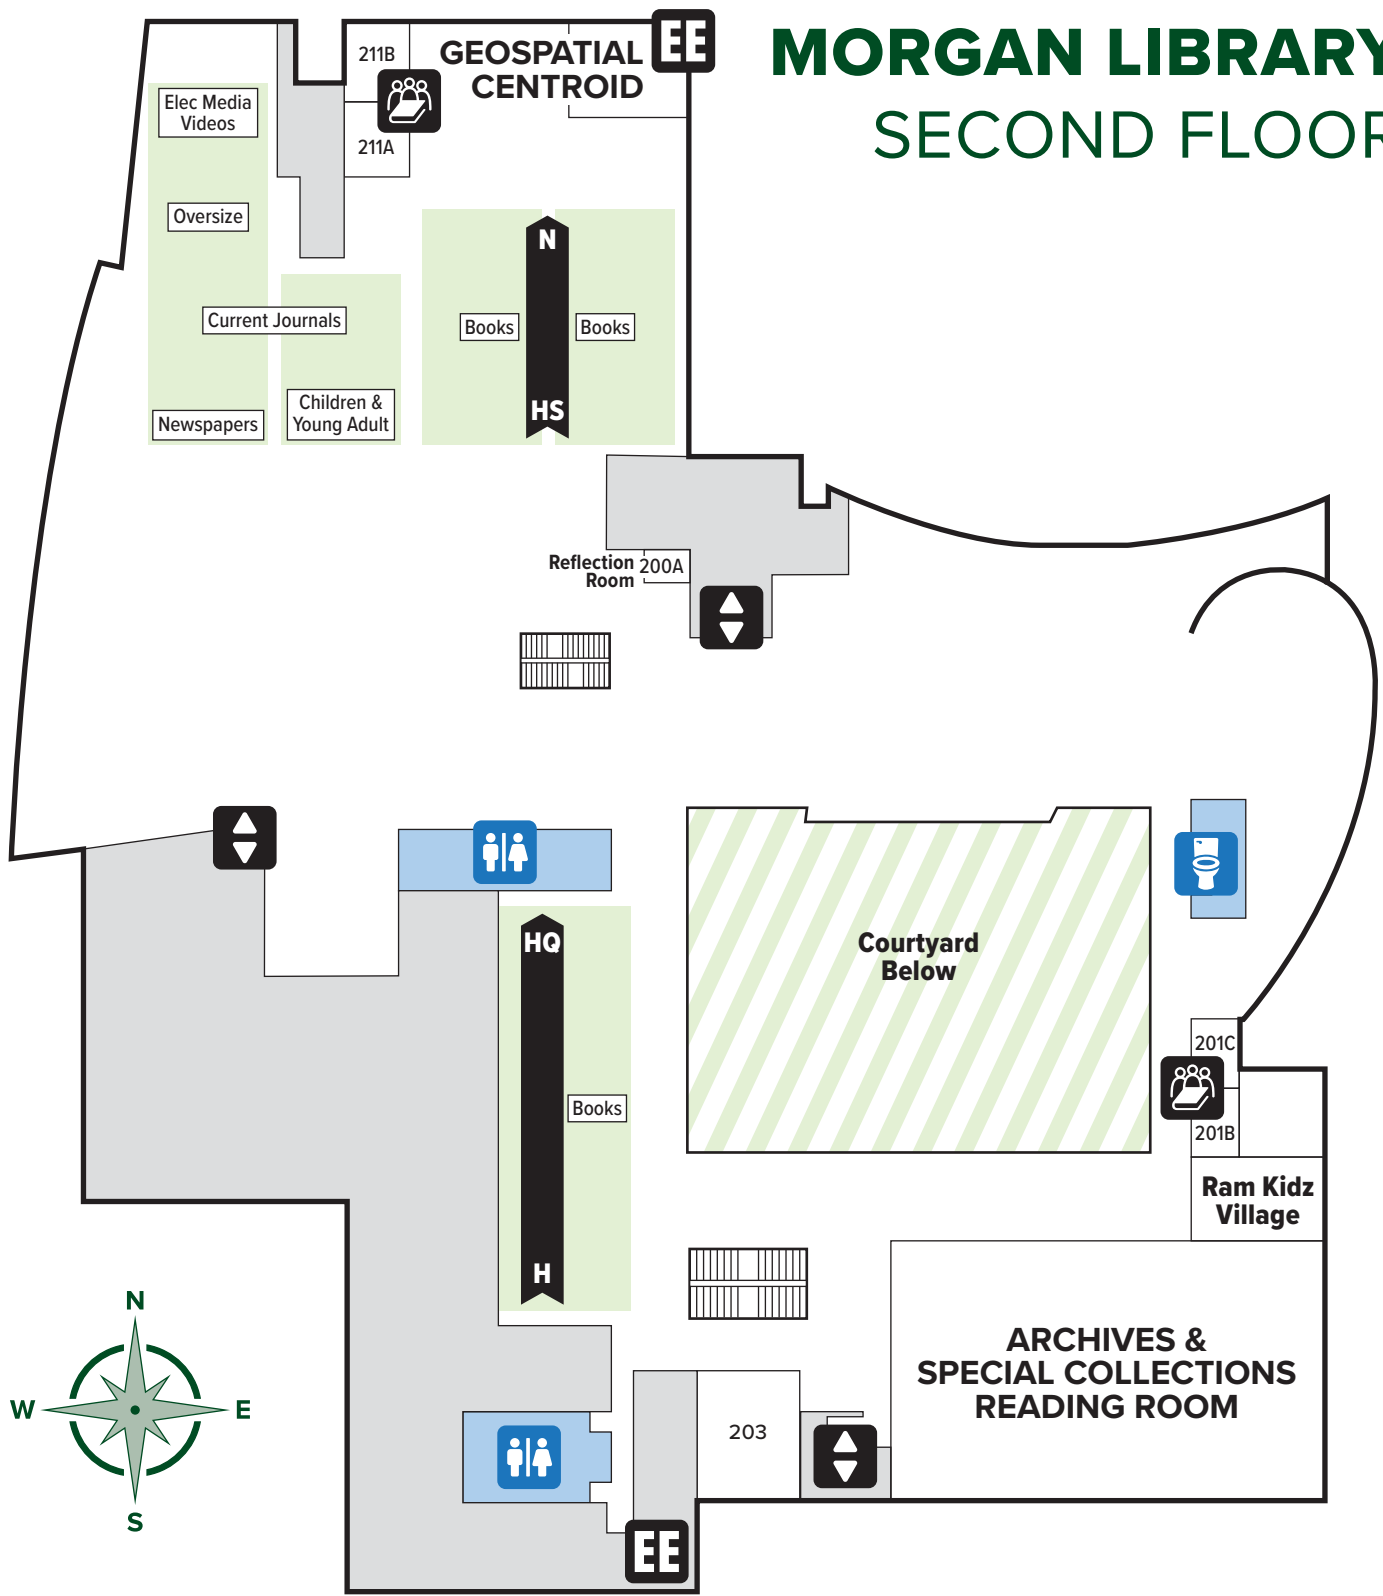 MORGAN LIBRARY
SECOND FLOOR
EE
GEOSPATIAL
CENTROID
211B
211A
Elec Media
Videos
Oversize
Current Journals
Newspapers
Children &
Young Adult
N
Books
Books
HS
Reflection
Room
200A
HQ
Books
H
Courtyard
Below
201C
201B
Ram Kidz
Village
ARCHIVES &
SPECIAL COLLECTIONS
READING ROOM
203
EE
N
W
E
S